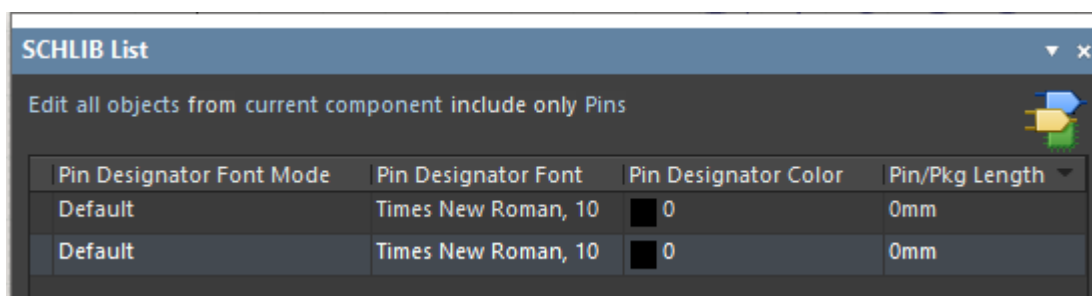 SCHLIB List
Edit all objects from current component include only Pins
Pin Designator Font Mode Pin Designator Font Pin Designator Color Pin/Pkg Length
Default Times New Roman, 10 0 0mm
Default Times New Roman, 10 0 0mm